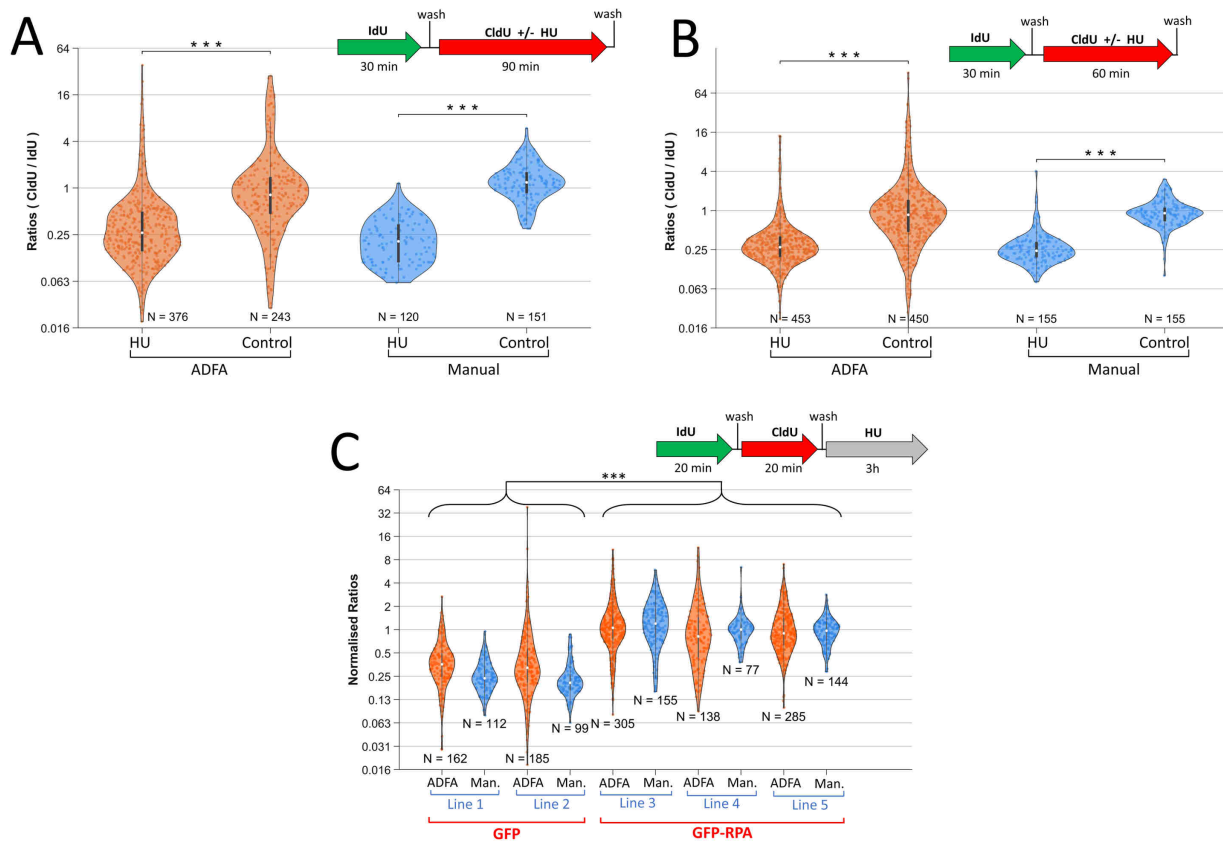 A
IdU
wash
CldU +/- HU
wash
30 min
90 min
Ratios ( CldU / IdU )
64
16
4
1
0.25
0.063
0.016
* * *
* * *
N = 376
N = 243
N = 120
N = 151
HU
Control
HU
Control
ADFA
Manual
B
IdU
wash
CldU +/- HU
wash
30 min
60 min
Ratios ( CldU / IdU )
64
16
4
1
0.25
0.063
0.016
* * *
* * *
N = 453
N = 450
N = 155
N = 155
HU
Control
HU
Control
ADFA
Manual
C
IdU
wash
CldU
wash
HU
20 min
20 min
3h
***
Normalised Ratios
64
32
16
8
4
2
1
0.5
0.25
0.13
0.063
0.031
0.016
N = 162
N = 112
N = 185
N = 99
N = 305
N = 155
N = 138
N = 77
N = 285
N = 144
ADFA Man. ADFA Man. ADFA Man. ADFA Man. ADFA Man.
Line 1 Line 2 Line 3 Line 4 Line 5
GFP GFP-RPA